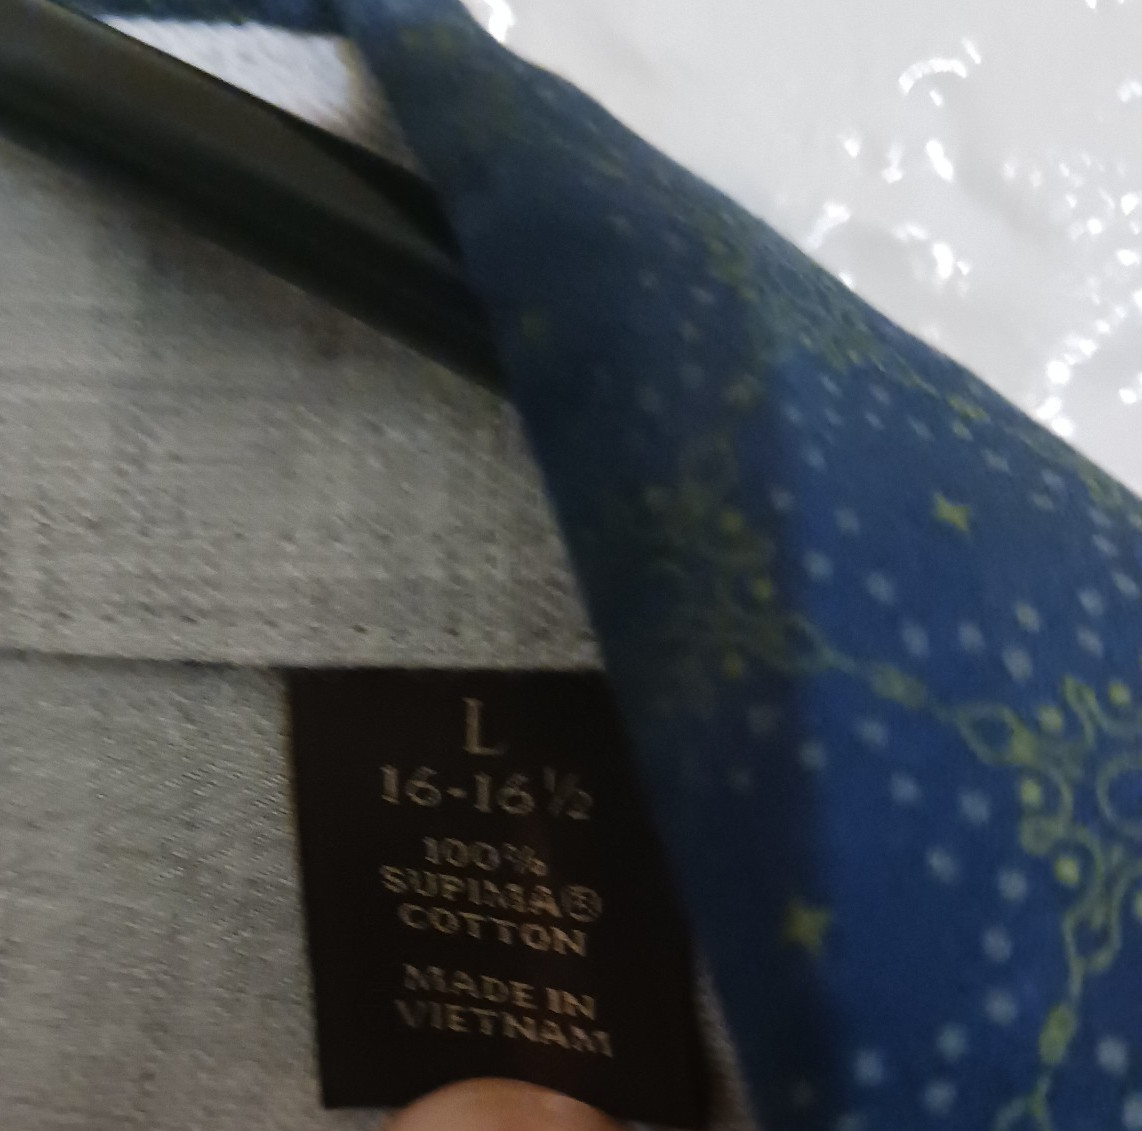 L
16-16½
100%
SUPIMA®
COTTON
MADE IN
VIETNAM